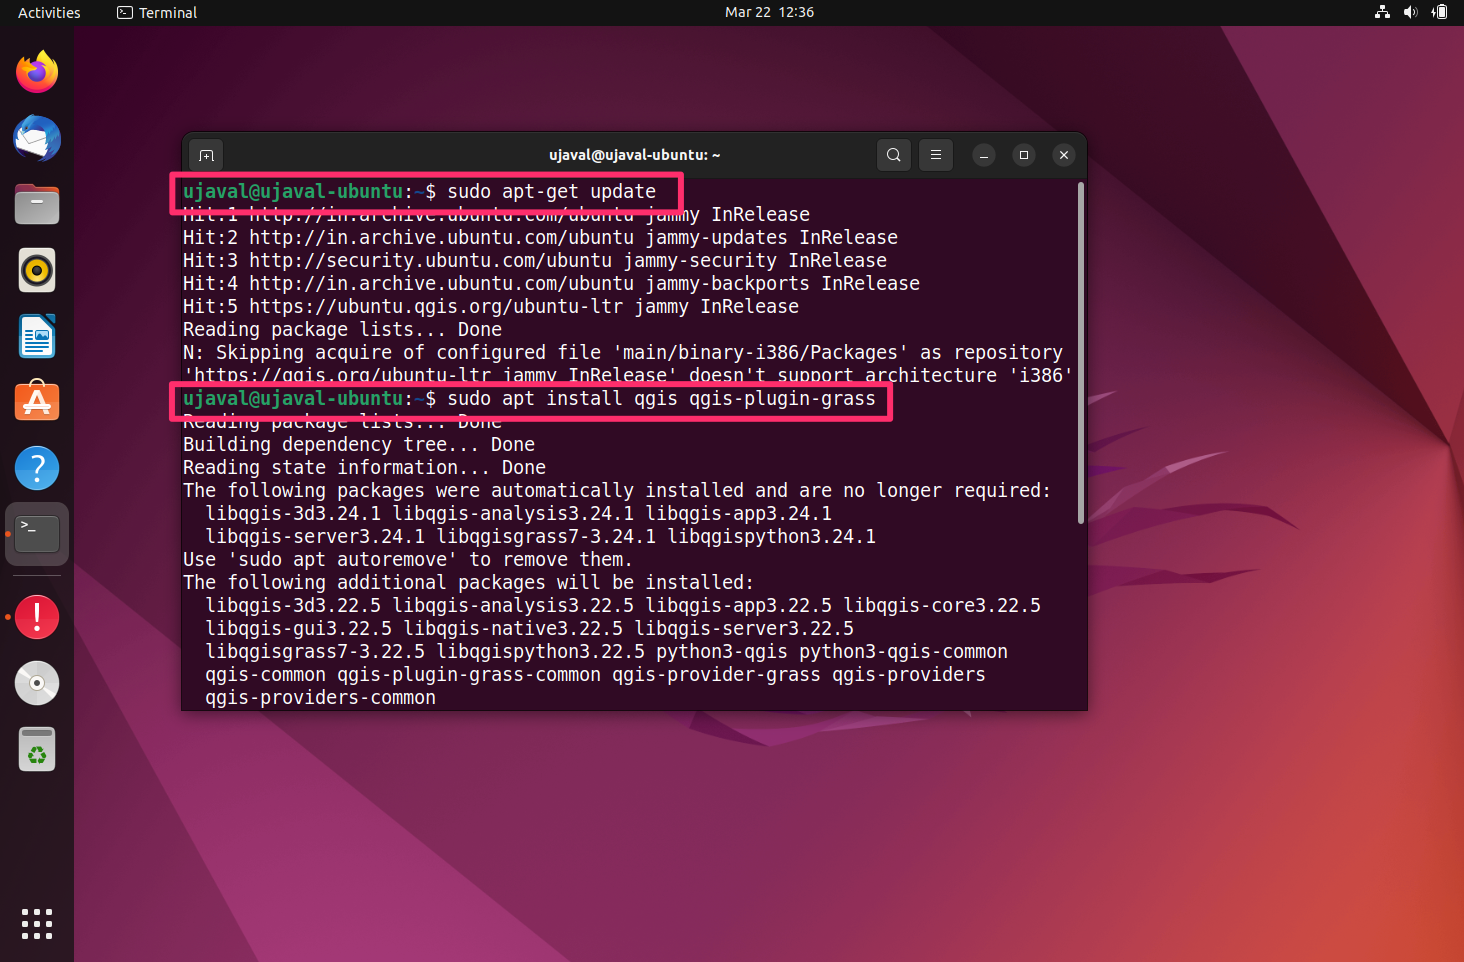 Activities Terminal Mar 22 12:36
ujaval@ujaval-ubuntu: ~
ujaval@ujaval-ubuntu:~$ sudo apt-get update
Hit:1 http://in.archive.ubuntu.com/ubuntu jammy InRelease
Hit:2 http://in.archive.ubuntu.com/ubuntu jammy-updates InRelease
Hit:3 http://security.ubuntu.com/ubuntu jammy-security InRelease
Hit:4 http://in.archive.ubuntu.com/ubuntu jammy-backports InRelease
Hit:5 https://ubuntu.qgis.org/ubuntu-ltr jammy InRelease
Reading package lists... Done
N: Skipping acquire of configured file 'main/binary-i386/Packages' as repository
'https://qgis.org/ubuntu-ltr jammy InRelease' doesn't support architecture 'i386'
ujaval@ujaval-ubuntu:~$ sudo apt install qgis qgis-plugin-grass
Reading package lists... Done
Building dependency tree... Done
Reading state information... Done
The following packages were automatically installed and are no longer required:
libqgis-3d3.24.1 libqgis-analysis3.24.1 libqgis-app3.24.1
libqgis-server3.24.1 libqgisgrass7-3.24.1 libqgispython3.24.1
Use 'sudo apt autoremove' to remove them.
The following additional packages will be installed:
libqgis-3d3.22.5 libqgis-analysis3.22.5 libqgis-app3.22.5 libqgis-core3.22.5
libqgis-gui3.22.5 libqgis-native3.22.5 libqgis-server3.22.5
libqgisgrass7-3.22.5 libqgispython3.22.5 python3-qgis python3-qgis-common
qgis-common qgis-plugin-grass-common qgis-provider-grass qgis-providers
qgis-providers-common